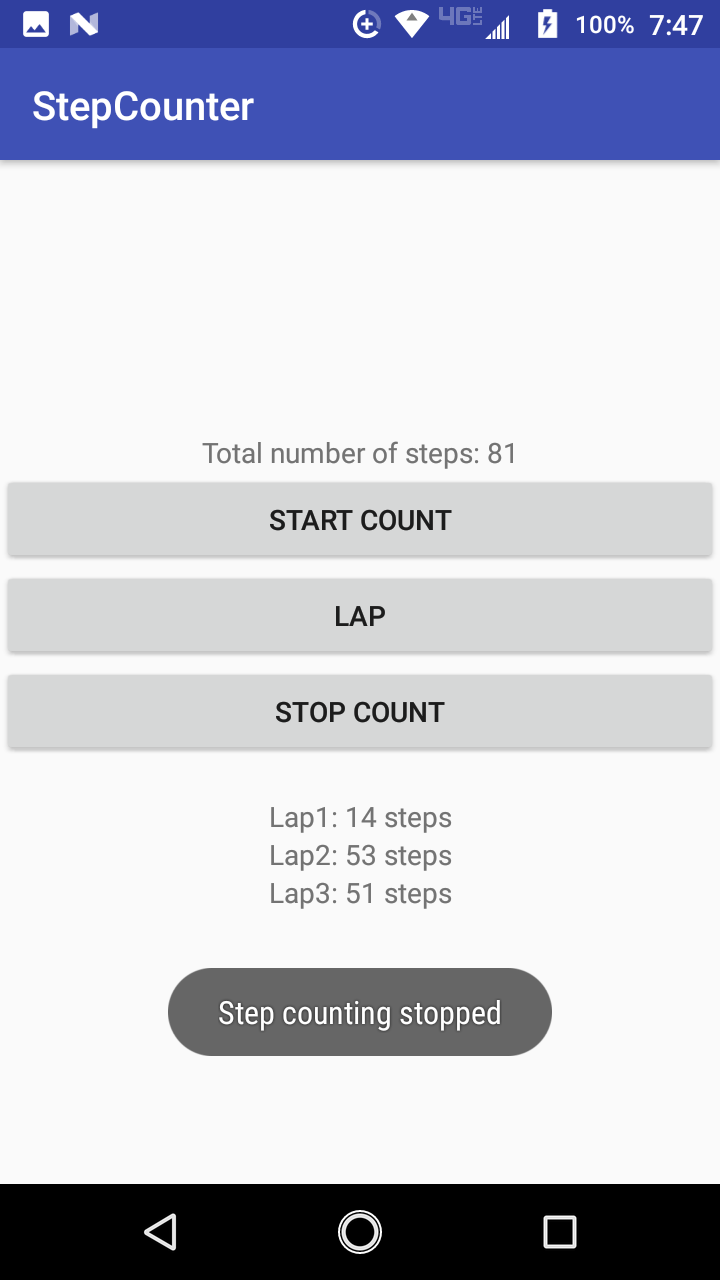 4G LTE 100% 7:47
StepCounter
Total number of steps: 81
START COUNT
LAP
STOP COUNT
Lap1: 14 steps
Lap2: 53 steps
Lap3: 51 steps
Step counting stopped